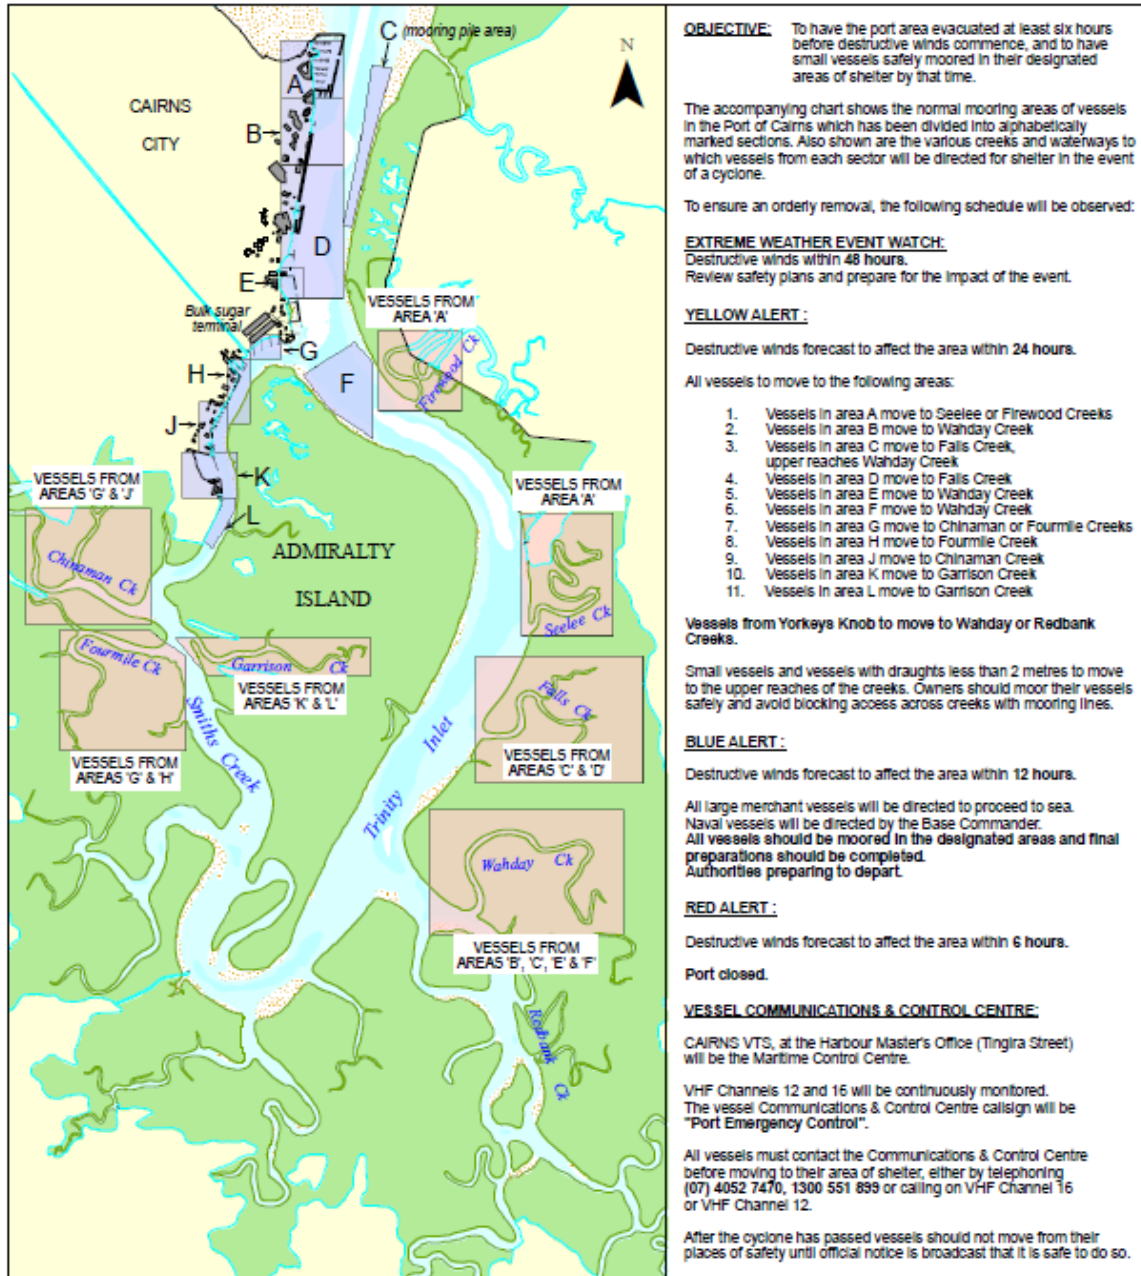 C (mooring pile area)
N
CAIRNS
CITY
A
B
D
E
VESSELS FROM
AREA 'A'
Bulk sugar
terminal
G
Firewood Ck
H
F
J
K
VESSELS FROM
AREAS 'G' & 'J'
VESSELS FROM
AREA 'A'
L
ADMIRALTY
ISLAND
Chinaman Ck
Seelee Ck
Fourmile Ck
Garrison Ck
VESSELS FROM
AREAS 'K' & 'L'
Falls Ck
Smiths Creek
VESSELS FROM
AREAS 'G' & 'H'
VESSELS FROM
AREAS 'C' & 'D'
Trinity Inlet
Wahday Ck
VESSELS FROM
AREAS 'B', 'C', 'E' & 'F'
Redbank Ck
OBJECTIVE: To have the port area evacuated at least six hours
before destructive winds commence, and to have
small vessels safely moored in their designated
areas of shelter by that time.
The accompanying chart shows the normal mooring areas of vessels
in the Port of Cairns which has been divided into alphabetically
marked sections. Also shown are the various creeks and waterways to
which vessels from each sector will be directed for shelter in the event
of a cyclone.
To ensure an orderly removal, the following schedule will be observed:
EXTREME WEATHER EVENT WATCH:
Destructive winds within 48 hours.
Review safety plans and prepare for the impact of the event.
YELLOW ALERT :
Destructive winds forecast to affect the area within 24 hours.
All vessels to move to the following areas:
1. Vessels in area A move to Seelee or Firewood Creeks
2. Vessels in area B move to Wahday Creek
3. Vessels in area C move to Falls Creek,
upper reaches Wahday Creek
4. Vessels in area D move to Falls Creek
5. Vessels in area E move to Wahday Creek
6. Vessels in area F move to Wahday Creek
7. Vessels in area G move to Chinaman or Fourmile Creeks
8. Vessels in area H move to Fourmile Creek
9. Vessels in area J move to Chinaman Creek
10. Vessels in area K move to Garrison Creek
11. Vessels in area L move to Garrison Creek
Vessels from Yorkeys Knob to move to Wahday or Redbank
Creeks.
Small vessels and vessels with draughts less than 2 metres to move
to the upper reaches of the creeks. Owners should moor their vessels
safely and avoid blocking access across creeks with mooring lines.
BLUE ALERT :
Destructive winds forecast to affect the area within 12 hours.
All large merchant vessels will be directed to proceed to sea.
Naval vessels will be directed by the Base Commander.
All vessels should be moored in the designated areas and final
preparations should be completed.
Authorities preparing to depart.
RED ALERT :
Destructive winds forecast to affect the area within 6 hours.
Port closed.
VESSEL COMMUNICATIONS & CONTROL CENTRE:
CAIRNS VTS, at the Harbour Master's Office (Tingira Street)
will be the Maritime Control Centre.
VHF Channels 12 and 16 will be continuously monitored.
The vessel Communications & Control Centre callsign will be
"Port Emergency Control".
All vessels must contact the Communications & Control Centre
before moving to their area of shelter, either by telephoning
(07) 4052 7470, 1300 551 899 or calling on VHF Channel 16
or VHF Channel 12.
After the cyclone has passed vessels should not move from their
places of safety until official notice is broadcast that it is safe to do so.